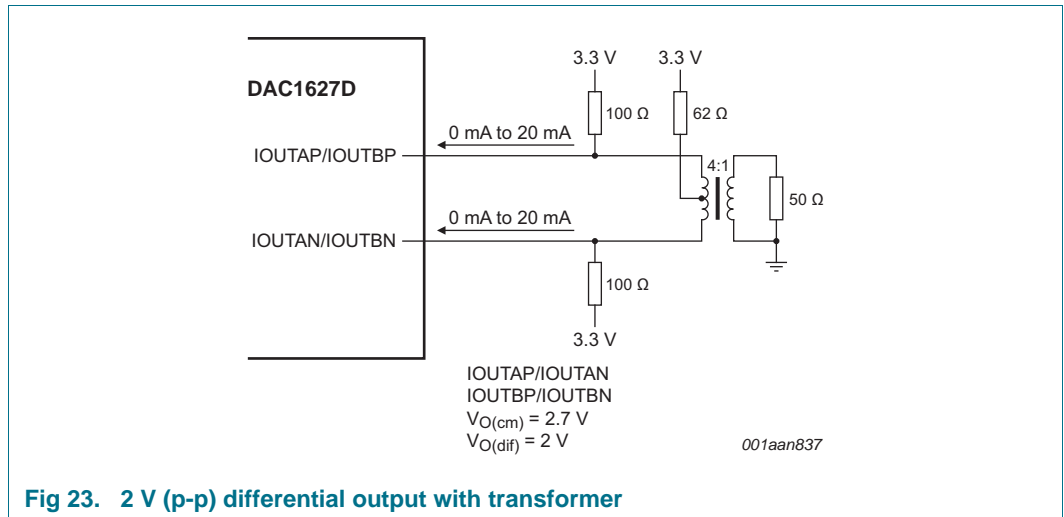 3.3 V 3.3 V
DAC1627D
100 Ω 62 Ω
0 mA to 20 mA
IOUTAP/IOUTBP
4:1
50 Ω
0 mA to 20 mA
IOUTAN/IOUTBN
100 Ω
3.3 V
IOUTAP/IOUTAN
IOUTBP/IOUTBN
VO(cm) = 2.7 V
VO(dif) = 2 V
001aan837
Fig 23. 2 V (p-p) differential output with transformer